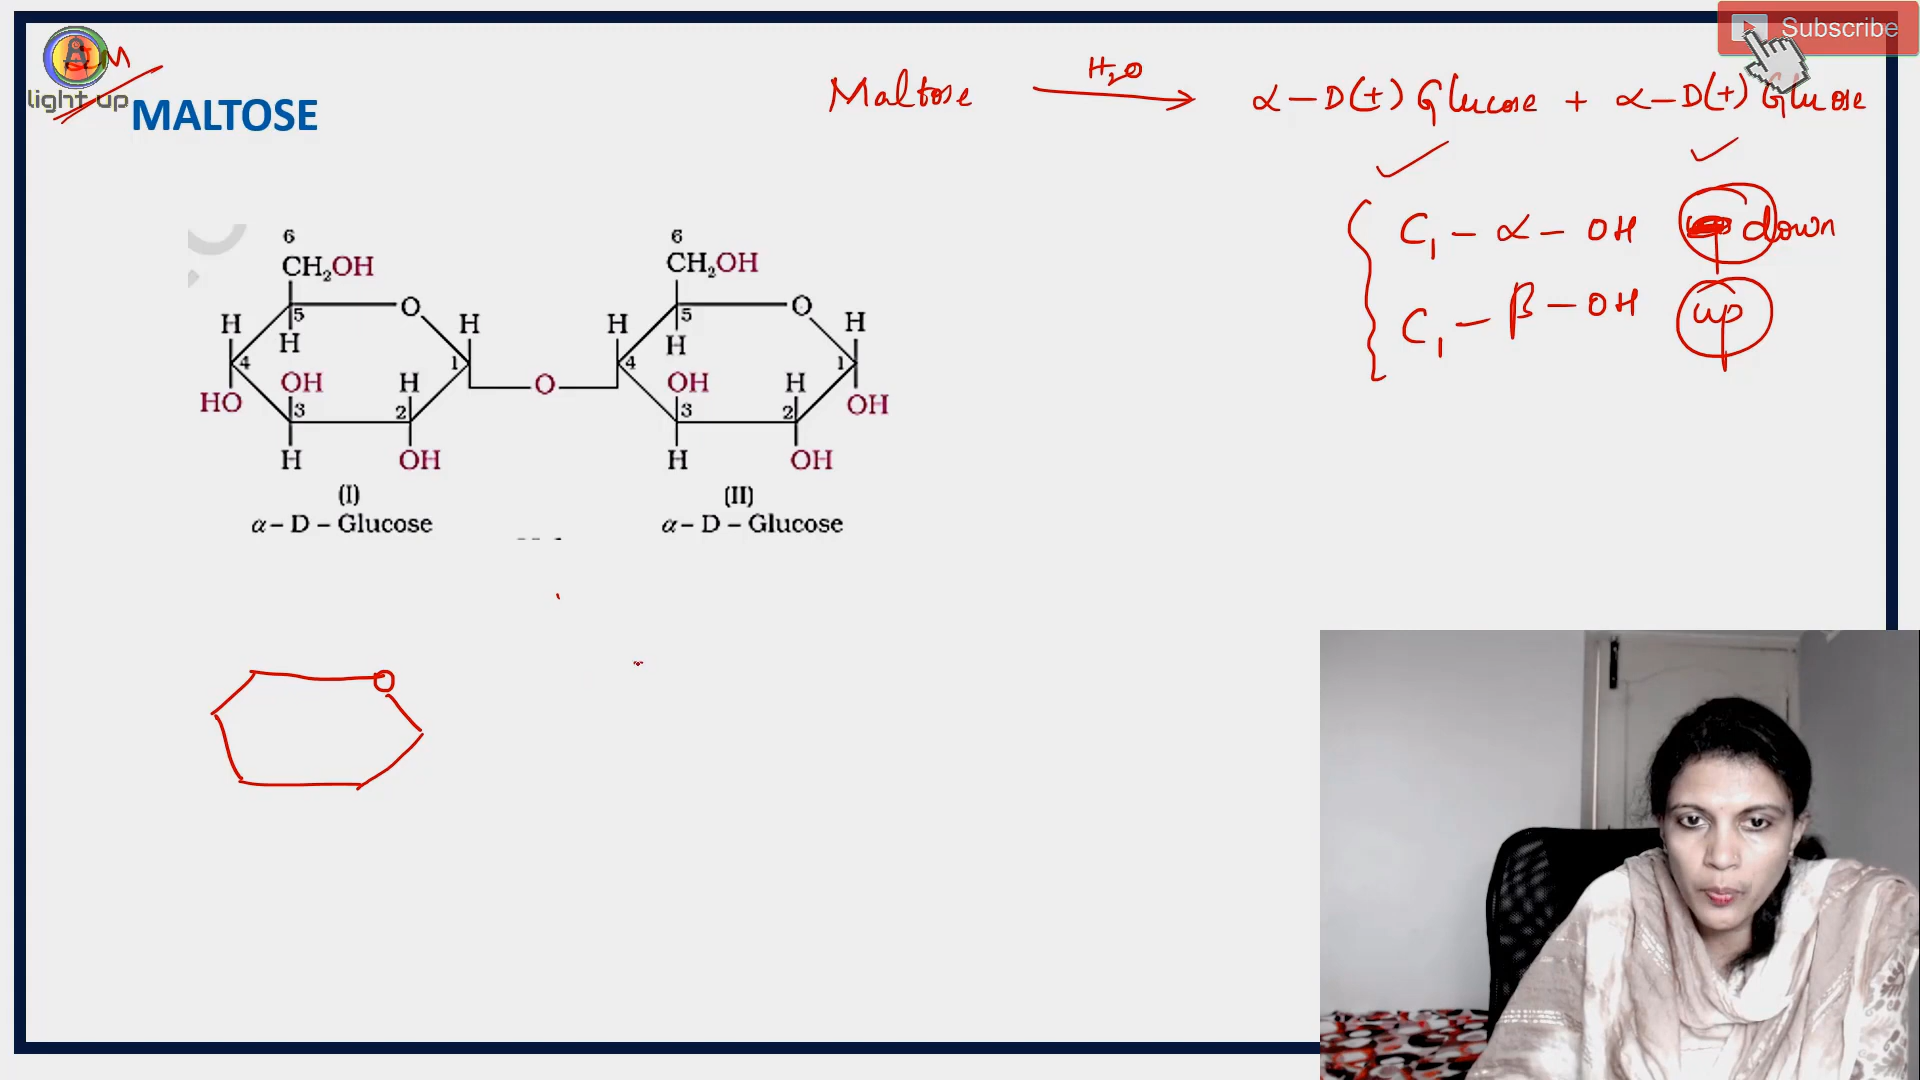 Subscribe
light up
MALTOSE
Maltose H₂O → α–D(+) Glucose + α–D(+) Glucose
C₁ – α – OH down
C₁ – β – OH up
6 6
CH₂OH CH₂OH
5 O 5 O
H H H H
H H
4 1 4 1
OH H O OH H
HO OH
3 2 3 2
H OH H OH
(I) (II)
α– D – Glucose α– D – Glucose
O